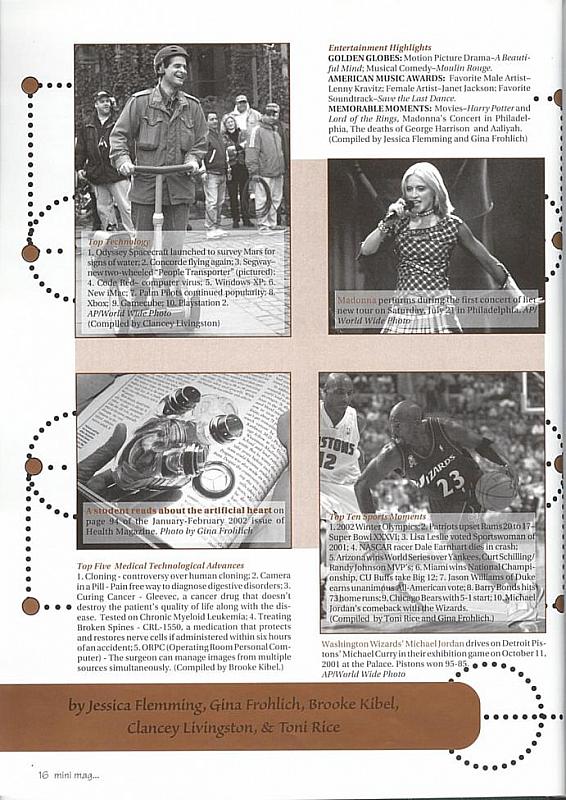 Top Technology
1, Odyssey Spacecraft launched to survey Mars for
signs of water; 2. Concorde flying again; 3. Segway–
new two-wheeled "People Transporter" (pictured);
4. Code Red– computer virus; 5. Windows XP; 6.
New iMac; 7. Palm Pilots continued popularity; 8.
Xbox; 9. Gamecube; 10. Playstation 2.
AP/World Wide Photo
(Compiled by Clancey Livingston)
Entertainment Highlights
GOLDEN GLOBES: Motion Picture Drama–A Beauti-
ful Mind; Musical Comedy–Moulin Rouge.
AMERICAN MUSIC AWARDS: Favorite Male Artist–
Lenny Kravitz; Female Artist–Janet Jackson; Favorite
Soundtrack–Save the Last Dance.
MEMORABLE MOMENTS: Movies–Harry Potter and
Lord of the Rings, Madonna's Concert in Philadel-
phia, The deaths of George Harrison and Aaliyah.
(Compiled by Jessica Flemming and Gina Frohlich)
Madonna performs during the first concert of her
new tour on Saturday, July 21 in Philadelphia. AP/
World Wide Photo
A student reads about the artificial heart on
page 94 of the January-February 2002 issue of
Health Magazine. Photo by Gina Frohlich
Top Five Medical Technological Advances
1. Cloning - controversy over human cloning; 2. Camera
in a Pill - Pain free way to diagnose digestive disorders; 3.
Curing Cancer - Gleevec, a cancer drug that doesn't
destroy the patient's quality of life along with the dis-
ease. Tested on Chronic Myeloid Leukemia; 4. Treating
Broken Spines - CRL-1550, a medication that protects
and restores nerve cells if administered within six hours
of an accident; 5. ORPC (Operating Room Personal Com-
puter) - The surgeon can manage images from multiple
sources simultaneously. (Compiled by Brooke Kibel.)
STONS
12
WIZARDS
23
Top Ten Sports Moments
1. 2002 Winter Olympics; 2. Patriots upset Rams 20 to 17–
Super Bowl XXXVI; 3. Lisa Leslie voted Sportswoman of
2001; 4. NASCAR racer Dale Earnhart dies in crash;
5. Arizona wins World Series over Yankees, Curt Schilling/
Randy Johnson MVP's; 6. Miami wins National Champi-
onship, CU Buffs take Big 12; 7. Jason Williams of Duke
earns unanimous All-American vote; 8. Barry Bonds hits
73 home runs; 9. Chicago Bears with 5-1 start; 10. Michael
Jordan's comeback with the Wizards.
(Compiled by Toni Rice and Gina Frohlich.)
Washington Wizards' Michael Jordan drives on Detroit Pis-
tons' Michael Curry in their exhibition game on October 11,
2001 at the Palace. Pistons won 95-85.
AP/World Wide Photo
by Jessica Flemming, Gina Frohlich, Brooke Kibel,
Clancey Livingston, & Toni Rice
16 mini mag...